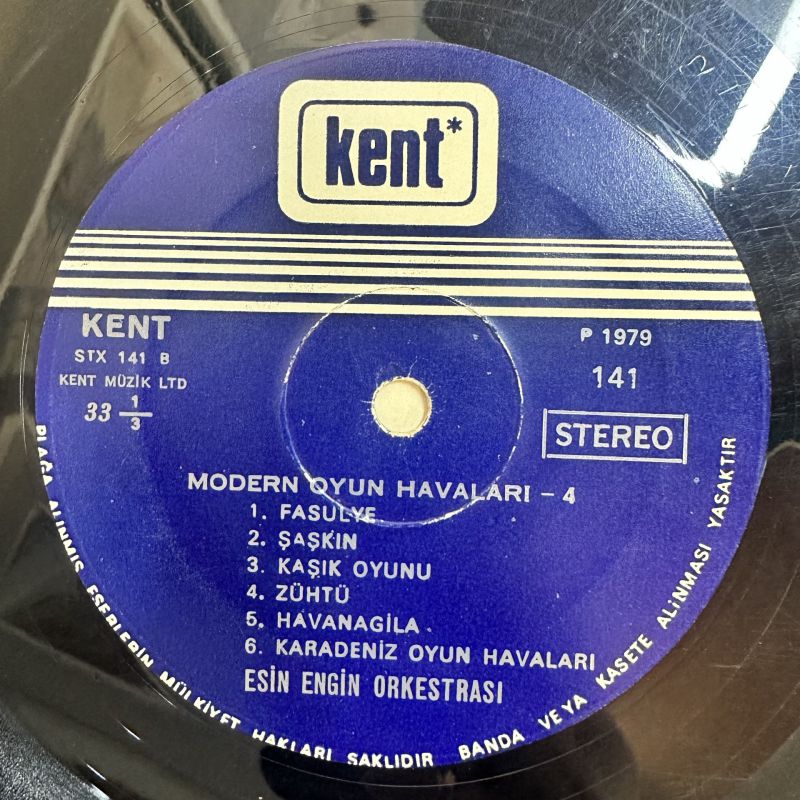 kent*
KENT
STX 141 B
KENT MÜZİK LTD
33 1/3
P 1979
141
STEREO
MODERN OYUN HAVALARI – 4
1. FASULYE
2. ŞAŞKIN
3. KAŞIK OYUNU
4. ZÜHTÜ
5. HAVANAGİLA
6. KARADENİZ OYUN HAVALARI
ESİN ENGİN ORKESTRASI
PLAĞA ALINMIŞ ESERLERİN MÜLKİYET HAKLARI SAKLIDIR BANDA VEYA KASETE ALINMASI YASAKTIR